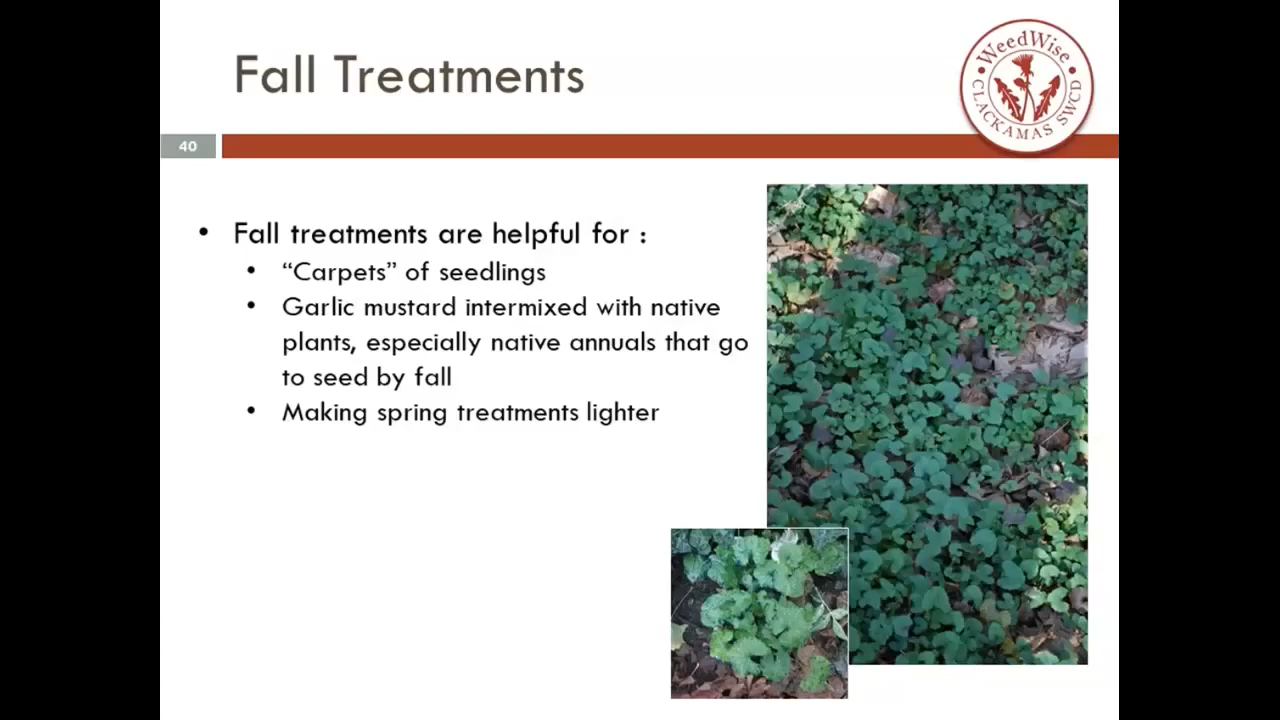 Fall Treatments
WeedWise
CLACKAMAS SWCD
40
• Fall treatments are helpful for :
• “Carpets” of seedlings
• Garlic mustard intermixed with native
plants, especially native annuals that go
to seed by fall
• Making spring treatments lighter